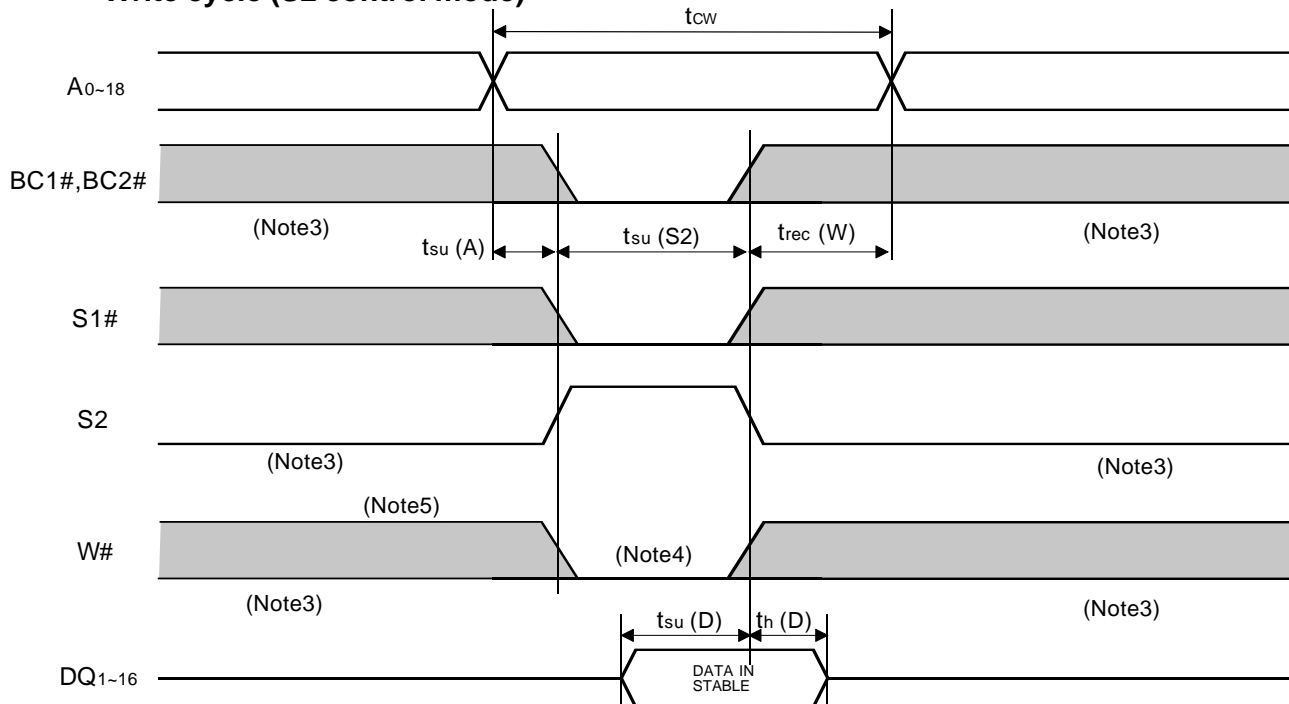 Write cycle (S2 control mode)
tCW
A0~18
BC1#,BC2#
(Note3)
tsu (A)
tsu (S2)
trec (W)
(Note3)
S1#
S2
(Note3)
(Note3)
(Note5)
W#
(Note4)
(Note3)
(Note3)
tsu (D)
th (D)
DQ1~16
DATA IN
STABLE